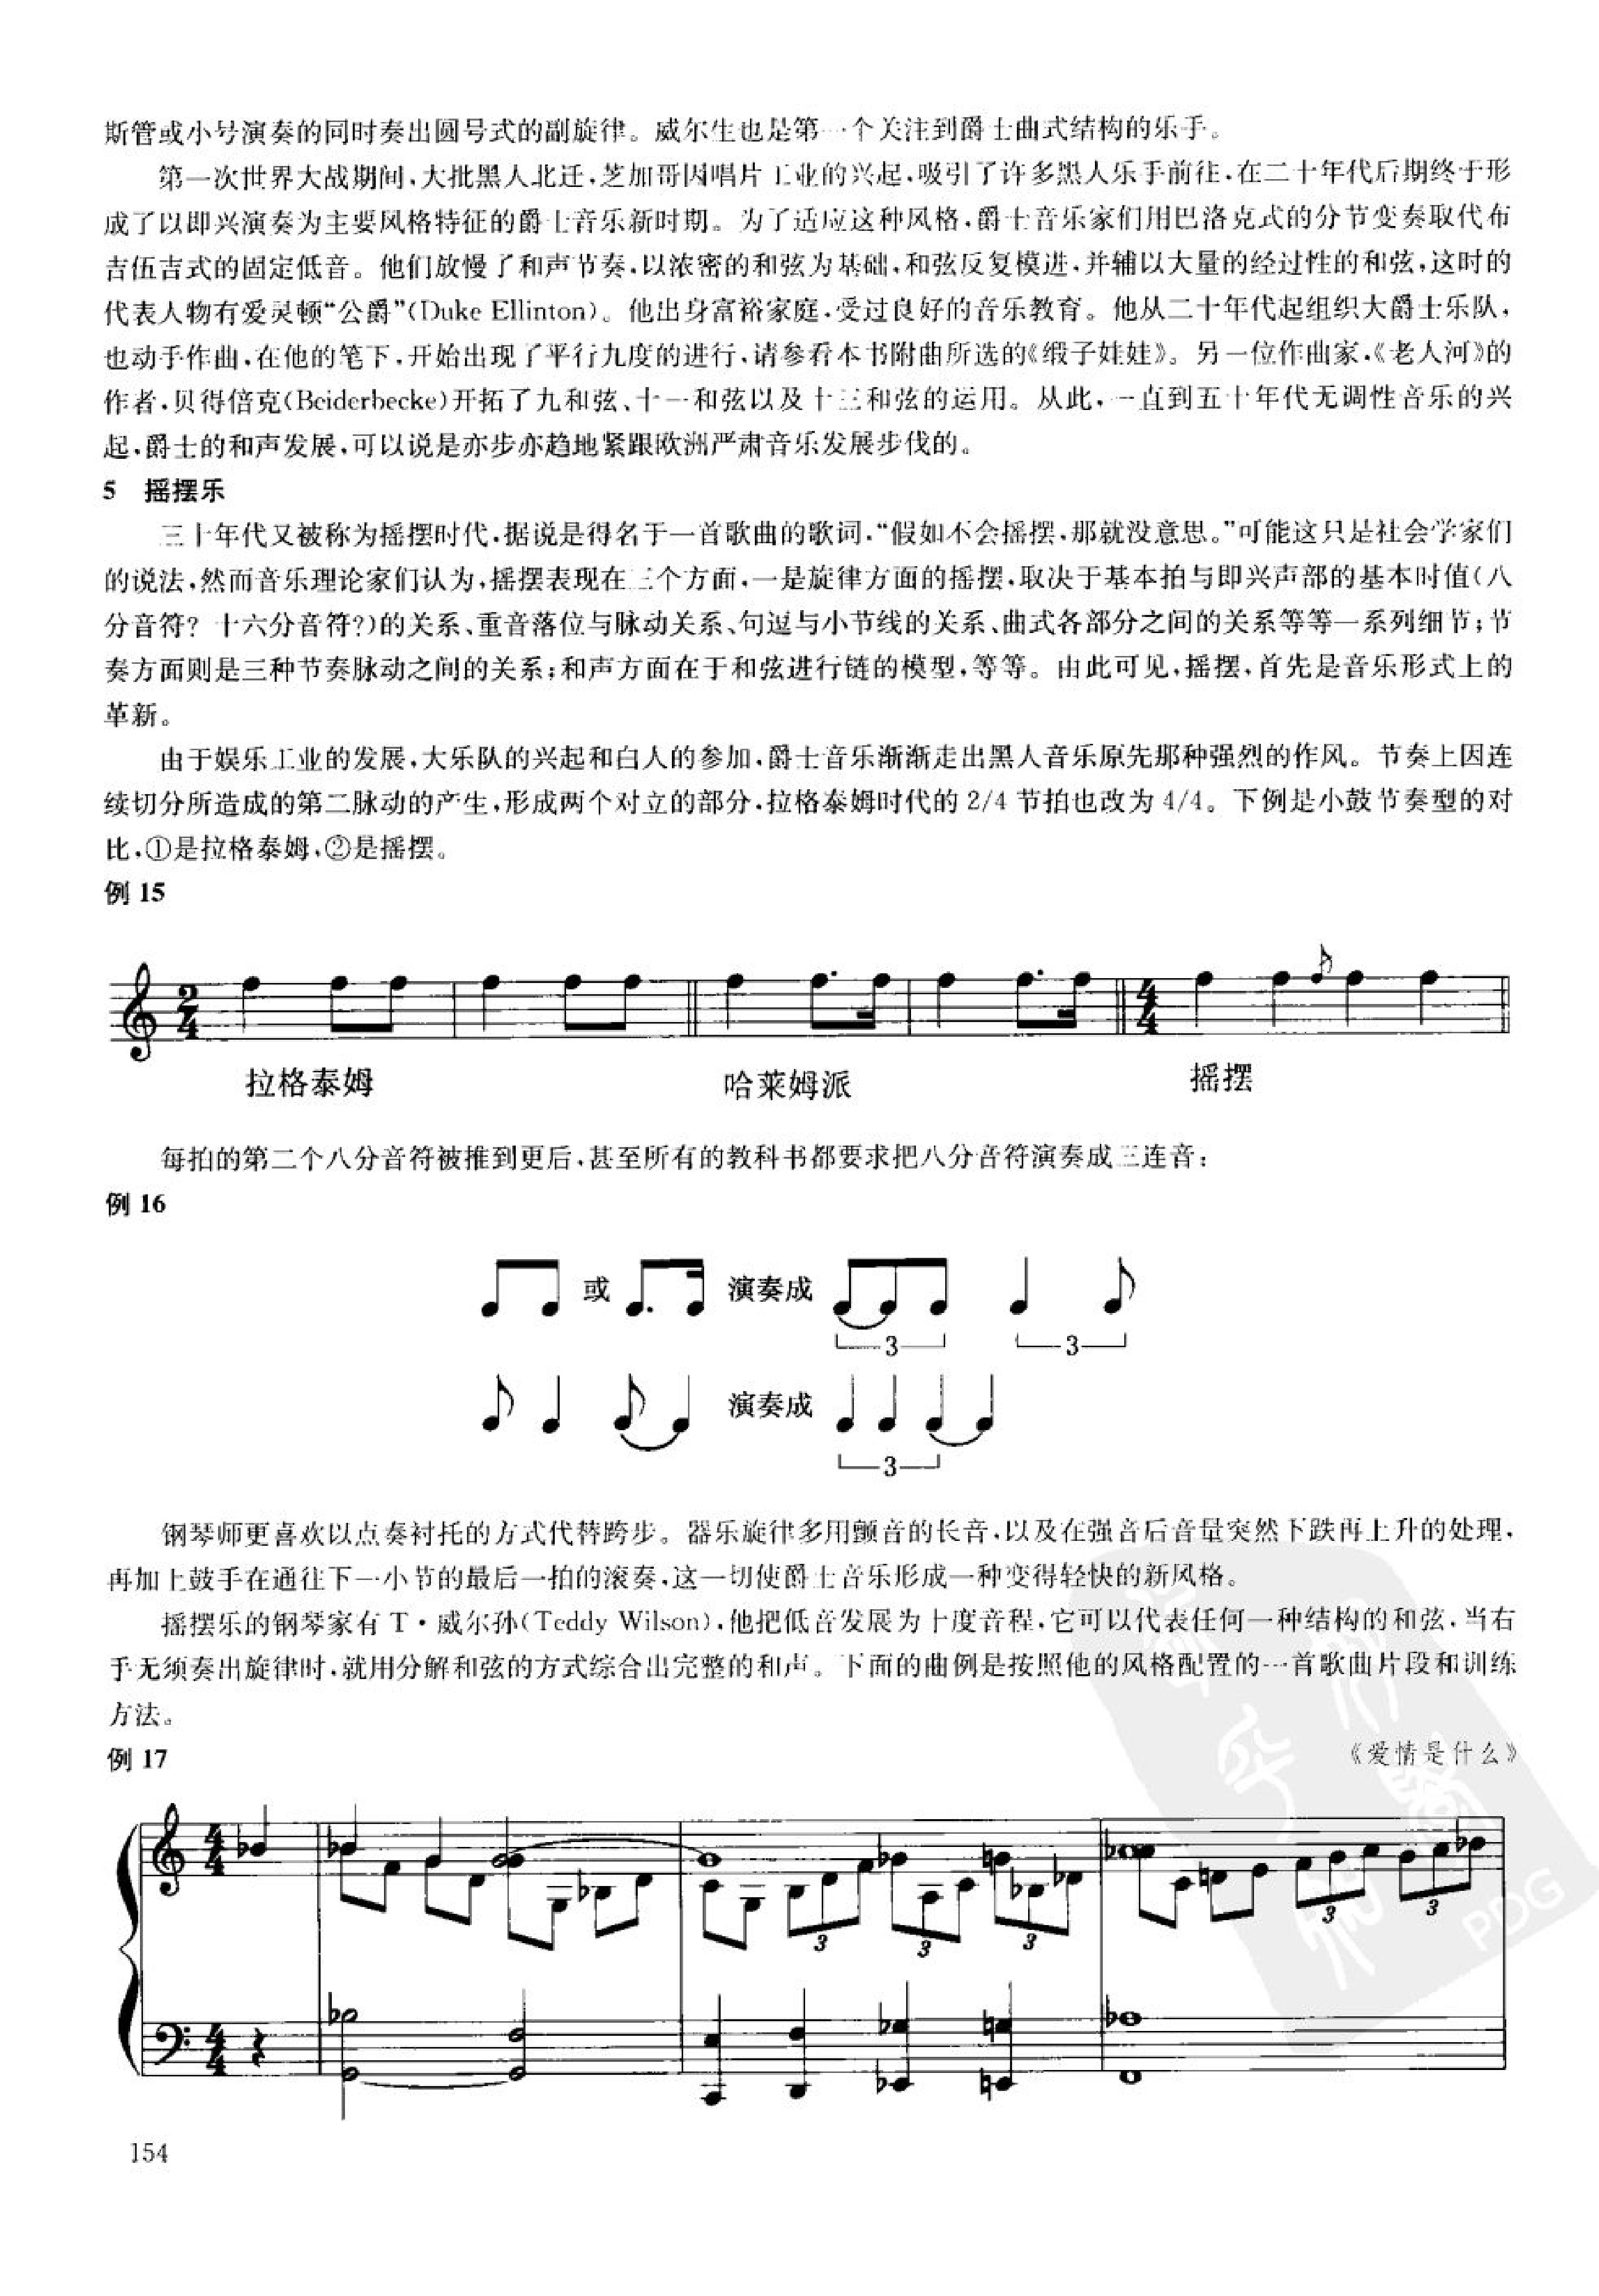 斯管或小号演奏的同时奏出圆号式的副旋律。威尔生也是第一个关注到爵士曲式结构的乐手。
第一次世界大战期间,大批黑人北迁,芝加哥因唱片工业的兴起,吸引了许多黑人乐手前往,在二十年代后期终于形
成了以即兴演奏为主要风格特征的爵士音乐新时期。为了适应这种风格,爵士音乐家们用巴洛克式的分节变奏取代布
吉伍吉式的固定低音。他们放慢了和声节奏,以浓密的和弦为基础,和弦反复模进,并辅以大量的经过性的和弦,这时的
代表人物有爱灵顿“公爵”(Duke Ellinton)。他出身富裕家庭,受过良好的音乐教育。他从二十年代起组织大爵士乐队,
也动手作曲,在他的笔下,开始出现了平行九度的进行,请参看本书附曲所选的《缎子娃娃》。另一位作曲家,《老人河》的
作者,贝得倍克(Beiderbecke)开拓了九和弦、十一和弦以及十三和弦的运用。从此,一直到五十年代无调性音乐的兴
起,爵士的和声发展,可以说是亦步亦趋地紧跟欧洲严肃音乐发展步伐的。
5 摇摆乐
三十年代又被称为摇摆时代,据说是得名于一首歌曲的歌词,“假如不会摇摆,那就没意思。”可能这只是社会学家们
的说法,然而音乐理论家们认为,摇摆表现在三个方面,一是旋律方面的摇摆,取决于基本拍与即兴声部的基本时值(八
分音符? 十六分音符?)的关系、重音落位与脉动关系、句逗与小节线的关系、曲式各部分之间的关系等等一系列细节;节
奏方面则是三种节奏脉动之间的关系;和声方面在于和弦进行链的模型,等等。由此可见,摇摆,首先是音乐形式上的
革新。
由于娱乐工业的发展,大乐队的兴起和白人的参加,爵士音乐渐渐走出黑人音乐原先那种强烈的作风。节奏上因连
续切分所造成的第二脉动的产生,形成两个对立的部分,拉格泰姆时代的 2/4 节拍也改为 4/4。下例是小鼓节奏型的对
比,①是拉格泰姆,②是摇摆。
例 15
拉格泰姆 哈莱姆派 摇摆
每拍的第二个八分音符被推到更后,甚至所有的教科书都要求把八分音符演奏成三连音:
例 16
或 演奏成
3 3
演奏成
3
钢琴师更喜欢以点奏衬托的方式代替跨步。器乐旋律多用颤音的长音,以及在强音后音量突然下跌再上升的处理,
再加上鼓手在通往下一小节的最后一拍的滚奏,这一切使爵士音乐形成一种变得轻快的新风格。
摇摆乐的钢琴家有 T·威尔孙(Teddy Wilson),他把低音发展为十度音程,它可以代表任何一种结构的和弦,当右
手无须奏出旋律时,就用分解和弦的方式综合出完整的和声。下面的曲例是按照他的风格配置的一首歌曲片段和训练
方法。
例 17 《爱情是什么》
3 3 3 3 3
PDG
154